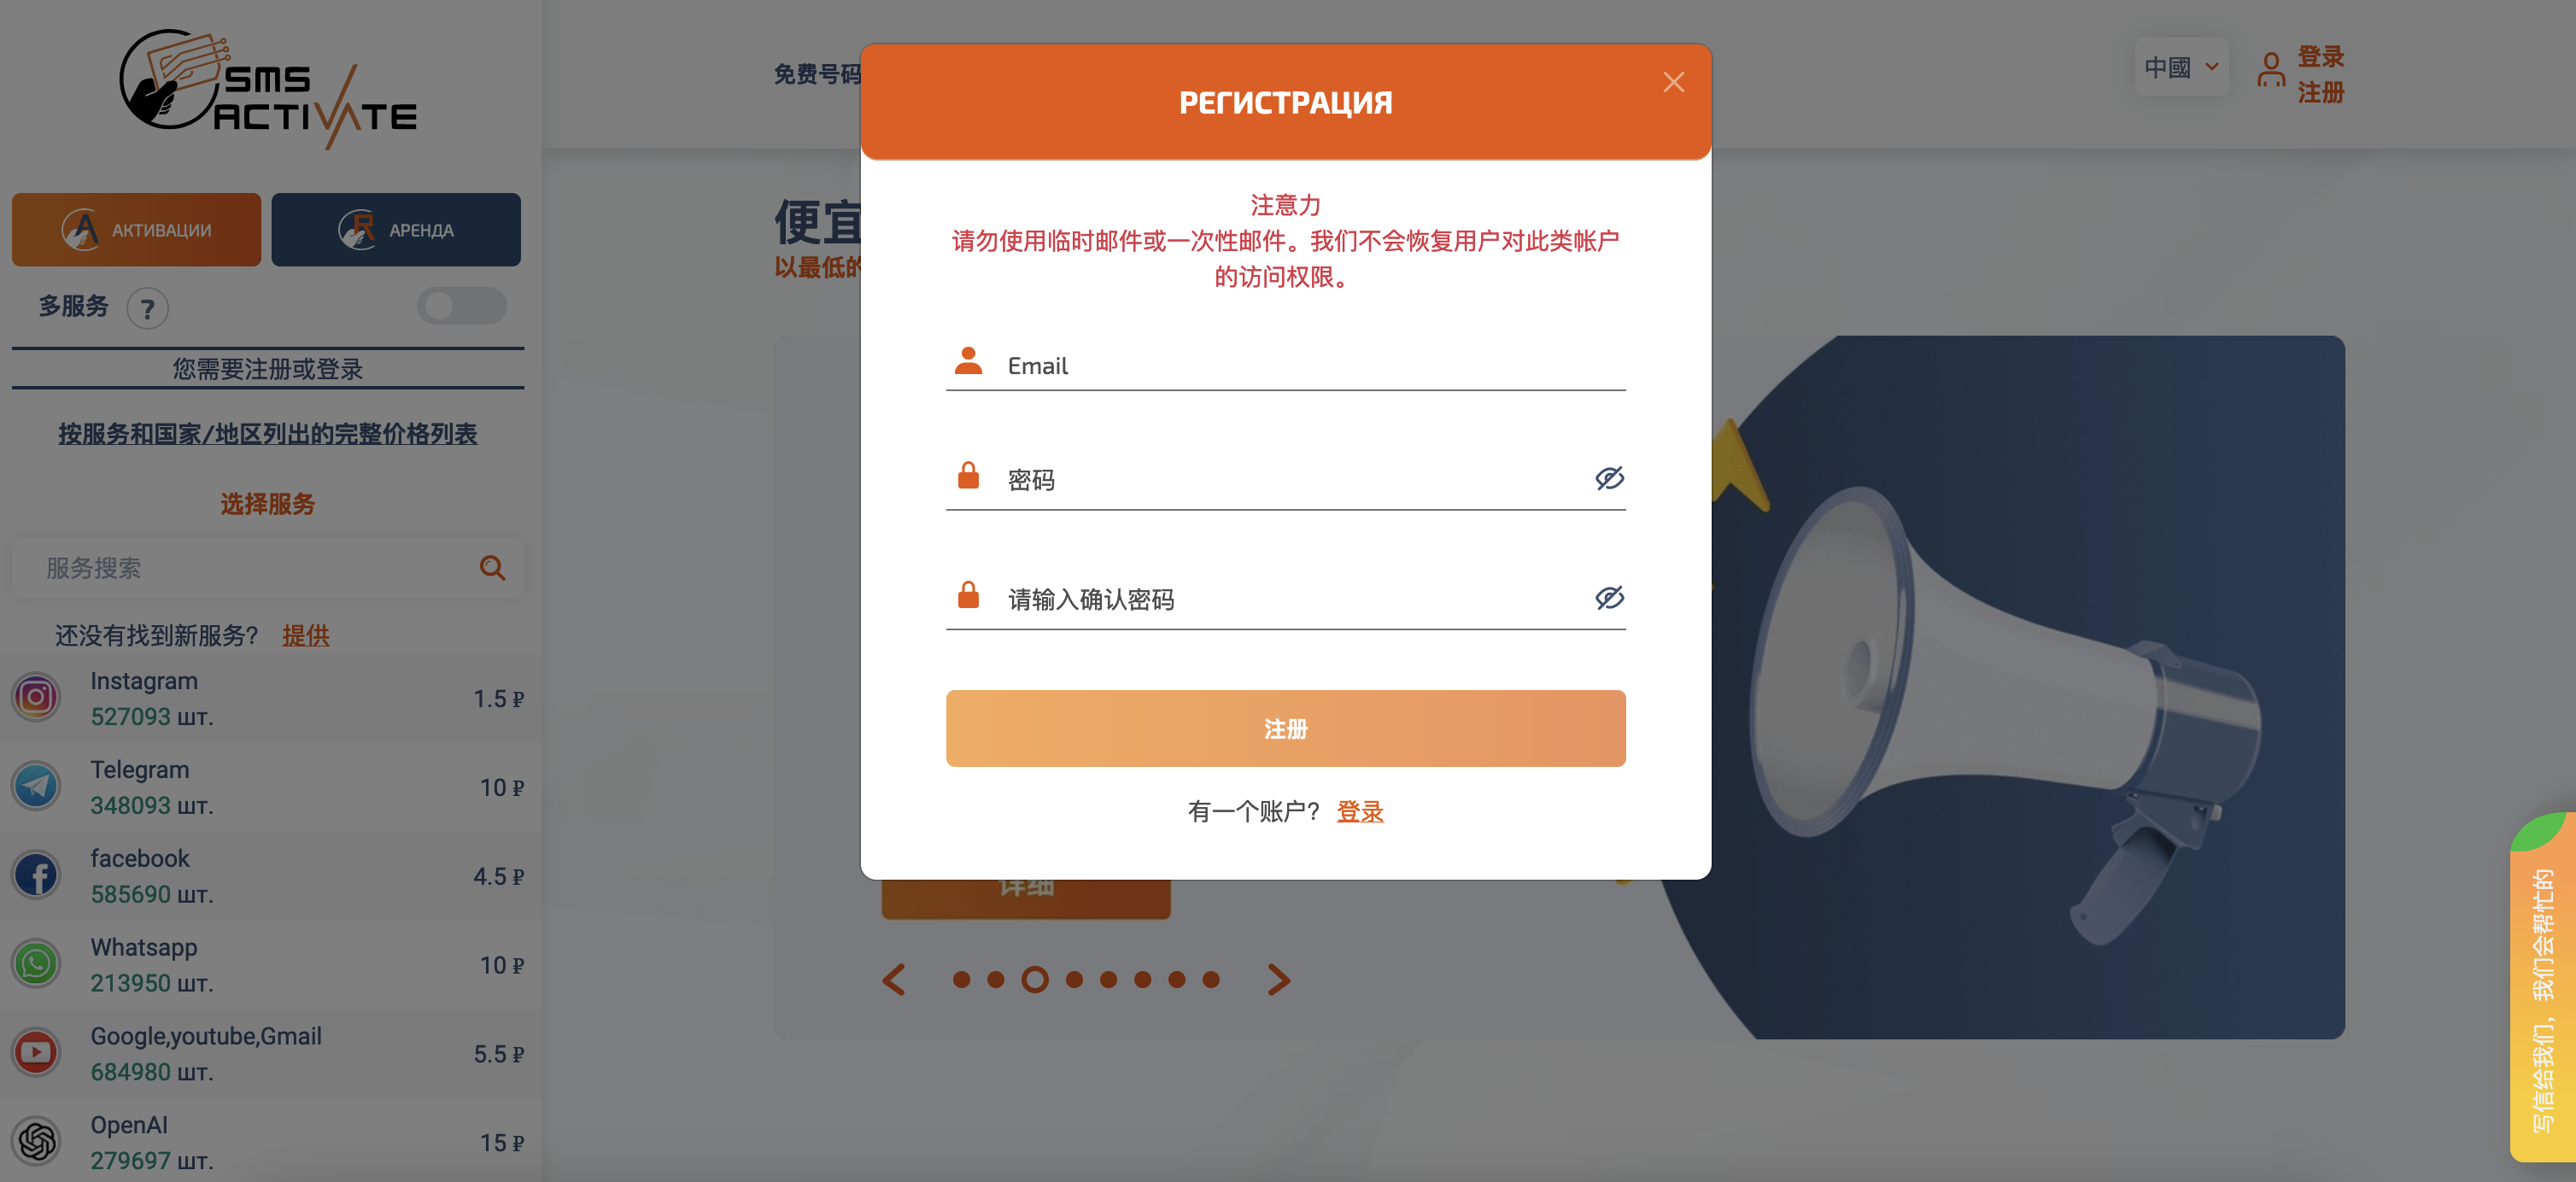 SMS
ACTIVATE
免费号码
中國
登录
注册
АКТИВАЦИИ
АРЕНДА
多服务 ?
您需要注册或登录
按服务和国家/地区列出的完整价格列表
选择服务
服务搜索
还没有找到新服务? 提供
Instagram
527093 шт.
1.5 ₽
Telegram
348093 шт.
10 ₽
facebook
585690 шт.
4.5 ₽
Whatsapp
213950 шт.
10 ₽
Google,youtube,Gmail
684980 шт.
5.5 ₽
OpenAI
279697 шт.
15 ₽
便宜
以最低的
РЕГИСТРАЦИЯ
注意力
请勿使用临时邮件或一次性邮件。我们不会恢复用户对此类帐户
的访问权限。
Email
密码
请输入确认密码
注册
有一个账户? 登录
详细
写信给我们，我们会帮忙的